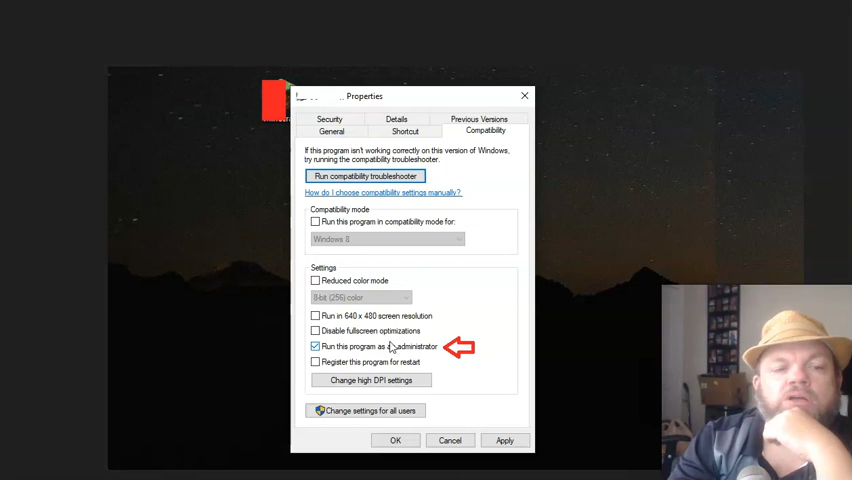 Properties
Security
Details
Previous Versions
General
Shortcut
Compatibility
If this program isn't working correctly on this version of Windows,
try running the compatibility troubleshooter.
Run compatibility troubleshooter
How do I choose compatibility settings manually?
Compatibility mode
Run this program in compatibility mode for:
Windows 8
Settings
Reduced color mode
8-bit (256) color
Run in 640 x 480 screen resolution
Disable fullscreen optimizations
Run this program as administrator
Register this program for restart
Change high DPI settings
Change settings for all users
OK
Cancel
Apply